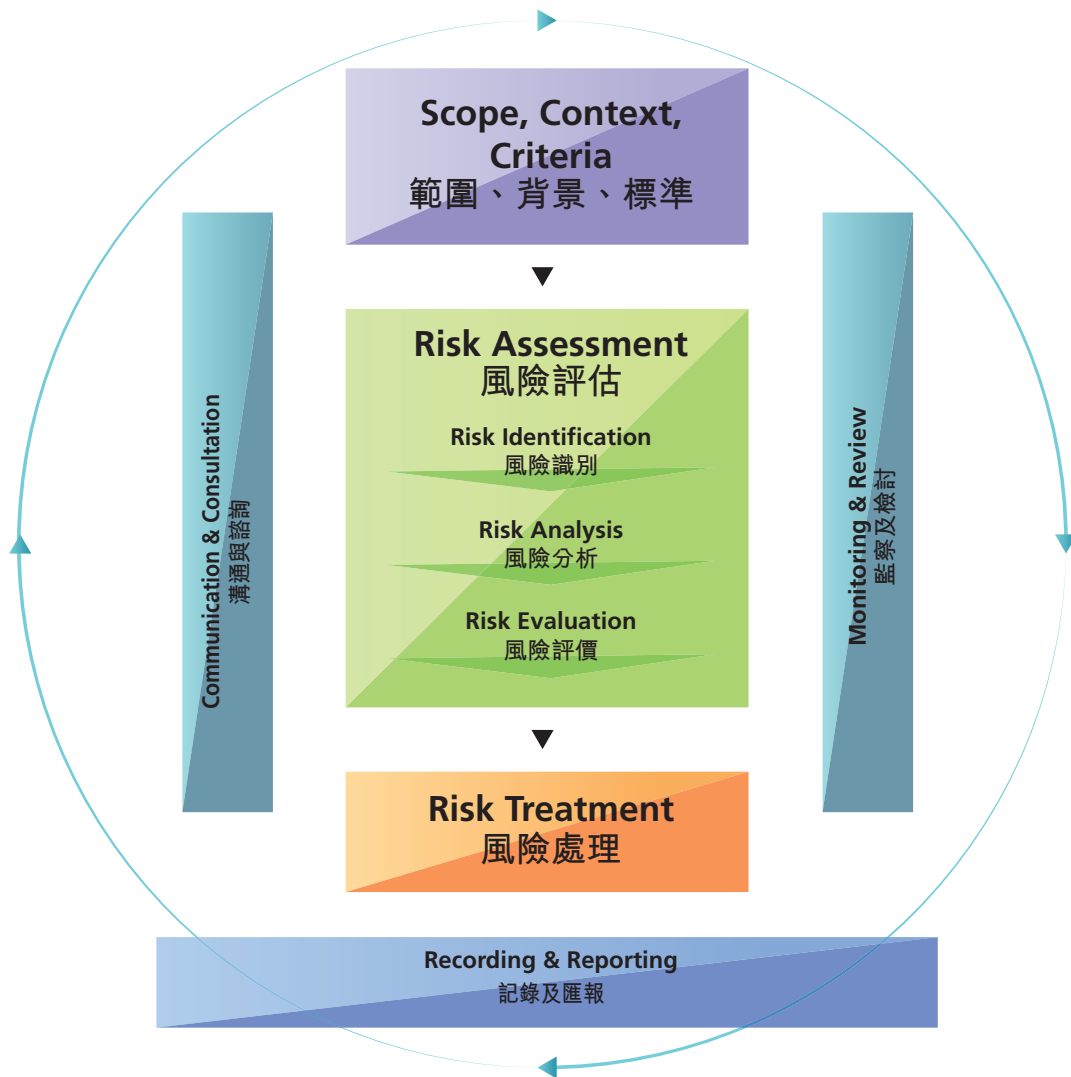 Scope, Context,
Criteria
範圍、背景、標準
Communication & Consultation
溝通與諮詢
Risk Assessment
風險評估
Risk Identification
風險識別
Risk Analysis
風險分析
Risk Evaluation
風險評價
Monitoring & Review
監察及檢討
Risk Treatment
風險處理
Recording & Reporting
記錄及匯報